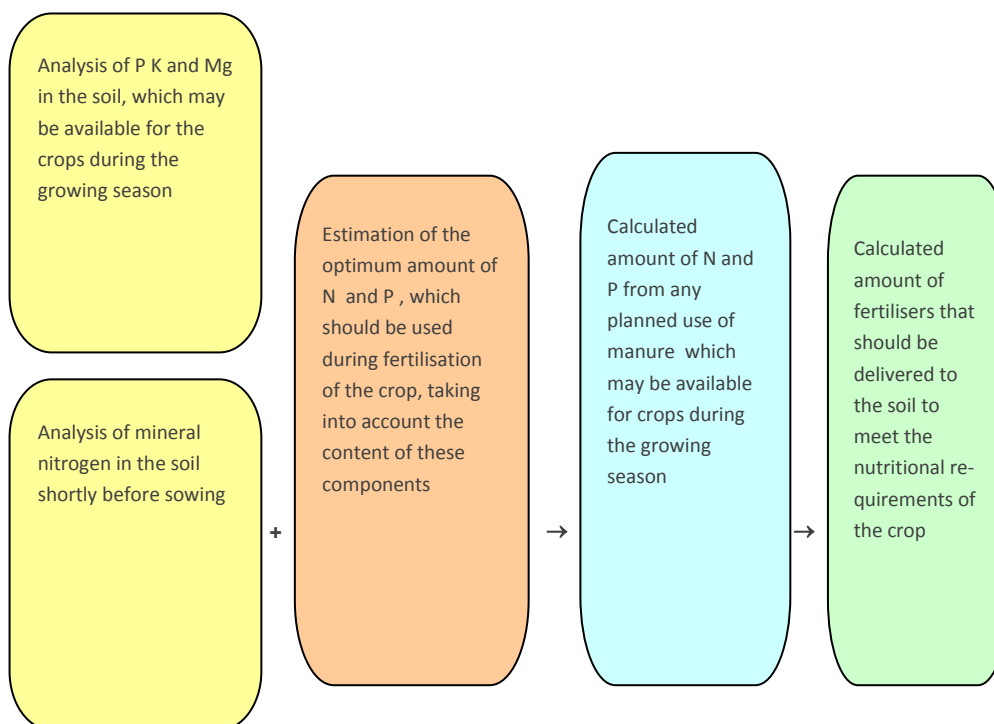 Analysis of P K and Mg
in the soil, which may
be available for the
crops during the
growing season
Analysis of mineral
nitrogen in the soil
shortly before sowing
+
Estimation of the
optimum amount of
N and P , which
should be used
during fertilisation
of the crop, taking
into account the
content of these
components
→
Calculated
amount of N and
P from any
planned use of
manure which
may be available
for crops during
the growing
season
→
Calculated
amount of
fertilisers that
should be
delivered to
the soil to
meet the
nutritional re-
quirements of
the crop